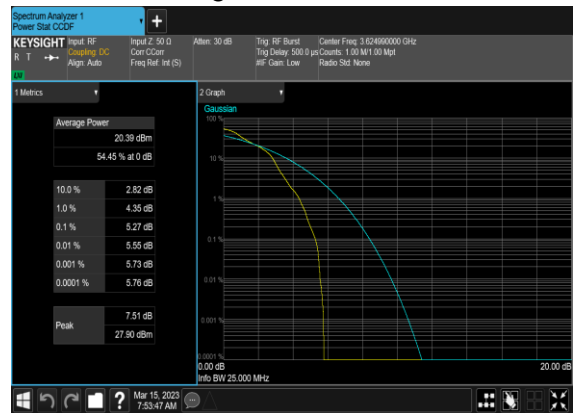 Spectrum Analyzer 1
Power Stat CCDF
KEYSIGHT Input: RF Input Z: 50 Ω Atten: 30 dB Trig: RF Burst Center Freq: 3.624990000 GHz
R T Coupling: DC Corr CCorr Trig Delay: 500.0 µs Counts: 1.00 M/1.00 Mpt
Align: Auto Freq Ref: Int (S) #IF Gain: Low Radio Std: None
1 Metrics
2 Graph
Average Power
20.39 dBm
54.45 % at 0 dB
10.0 % 2.82 dB
1.0 % 4.35 dB
0.1 % 5.27 dB
0.01 % 5.55 dB
0.001 % 5.73 dB
0.0001 % 5.76 dB
Peak 7.51 dB
27.90 dBm
Gaussian
100 %
10 %
1 %
0.1 %
0.01 %
0.001 %
0.0001 %
0.00 dB 20.00 dB
Info BW 25.000 MHz
? Mar 15, 2023
7:53:47 AM